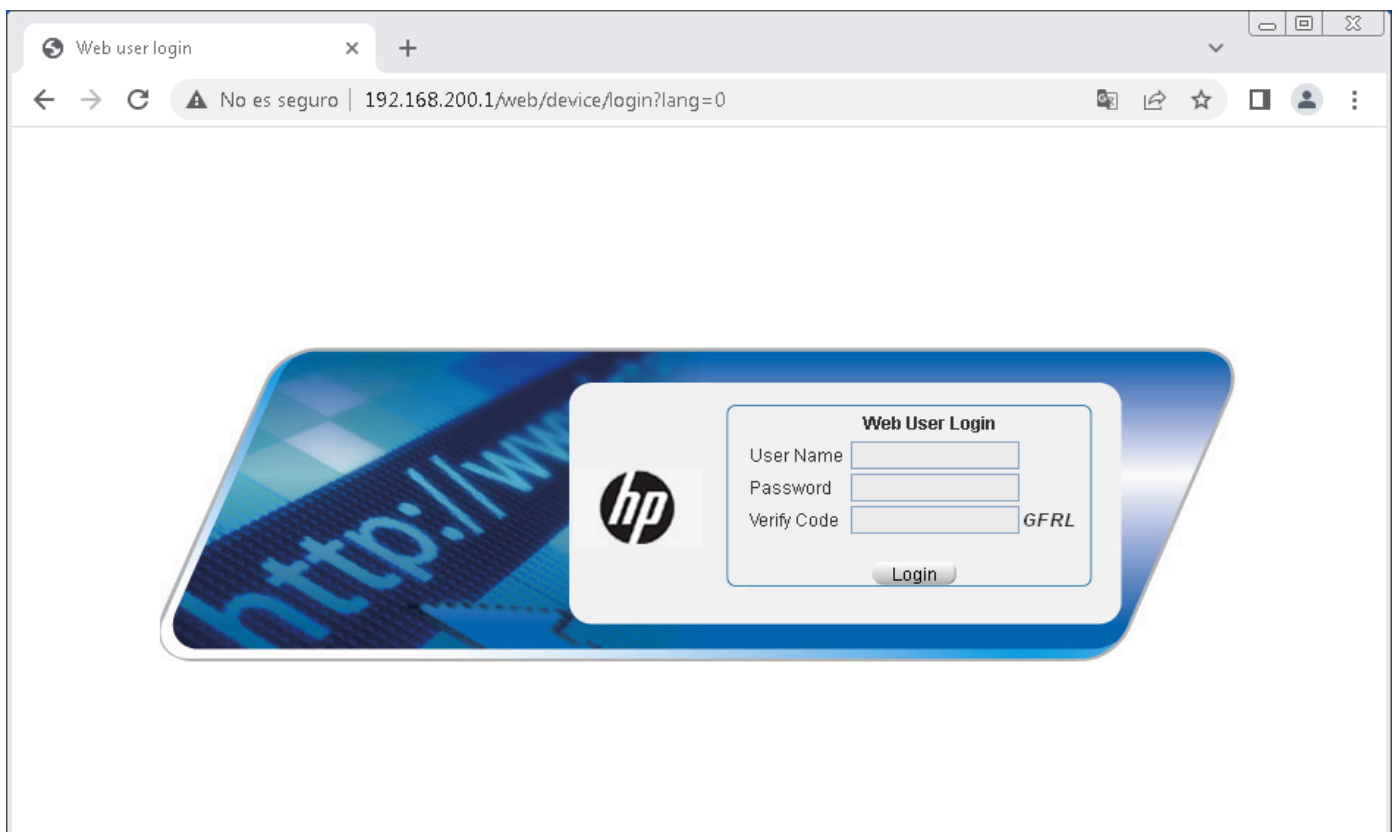 Web user login
No es seguro 192.168.200.1/web/device/login?lang=0
http://www
hp
Web User Login
User Name
Password
Verify Code GFRL
Login